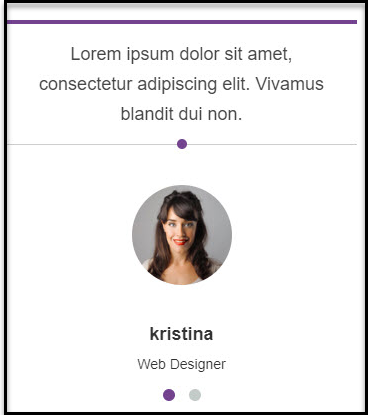 Lorem ipsum dolor sit amet,
consectetur adipiscing elit. Vivamus
blandit dui non.
kristina
Web Designer